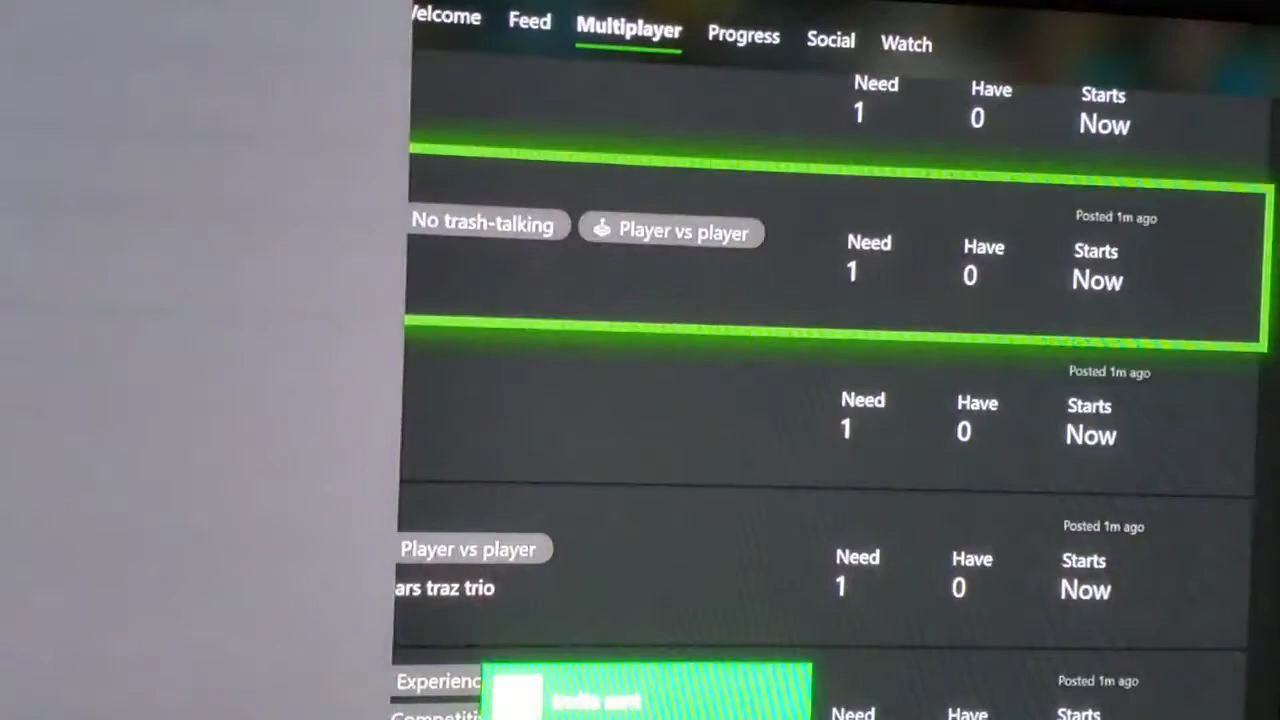 Welcome Feed Multiplayer Progress Social Watch
Need Have Starts
1 0 Now
Posted 1m ago
No trash-talking Player vs player
Need Have Starts
1 0 Now
Posted 1m ago
Need Have Starts
1 0 Now
Posted 1m ago
Player vs player
ars traz trio
Need Have Starts
1 0 Now
Posted 1m ago
Experienc
Competiti
Need Have Starts